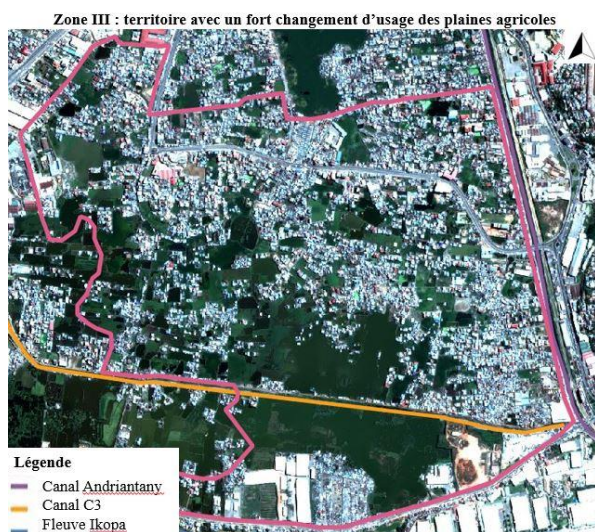 Zone III : territoire avec un fort changement d’usage des plaines agricoles
Légende
Canal Andriantany
Canal C3
Fleuve Ikopa